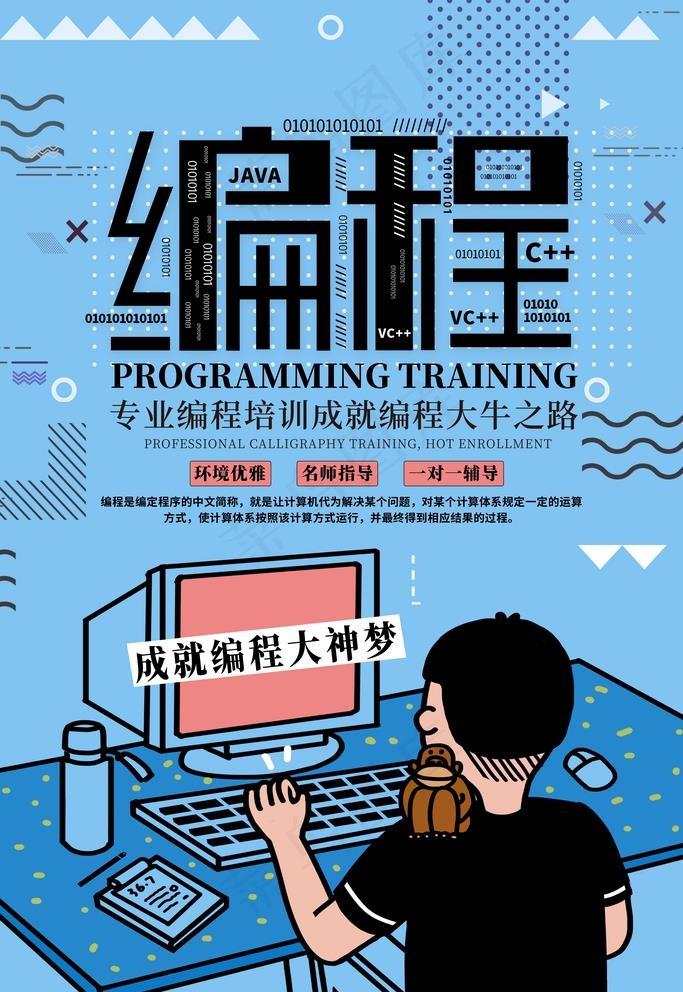 010101010101 /////////
编程
JAVA
0101010101
01010101
C++
01010101
VC++
01010
1010101
010101010101
VC++
PROGRAMMING TRAINING
专业编程培训成就编程大牛之路
PROFESSIONAL CALLIGRAPHY TRAINING, HOT ENROLLMENT
环境优雅 名师指导 一对一辅导
编程是编定程序的中文简称，就是让计算机代为解决某个问题，对某个计算体系规定一定的运算
方式，使计算体系按照该计算方式运行，并最终得到相应结果的过程。
成就编程大神梦
36.7